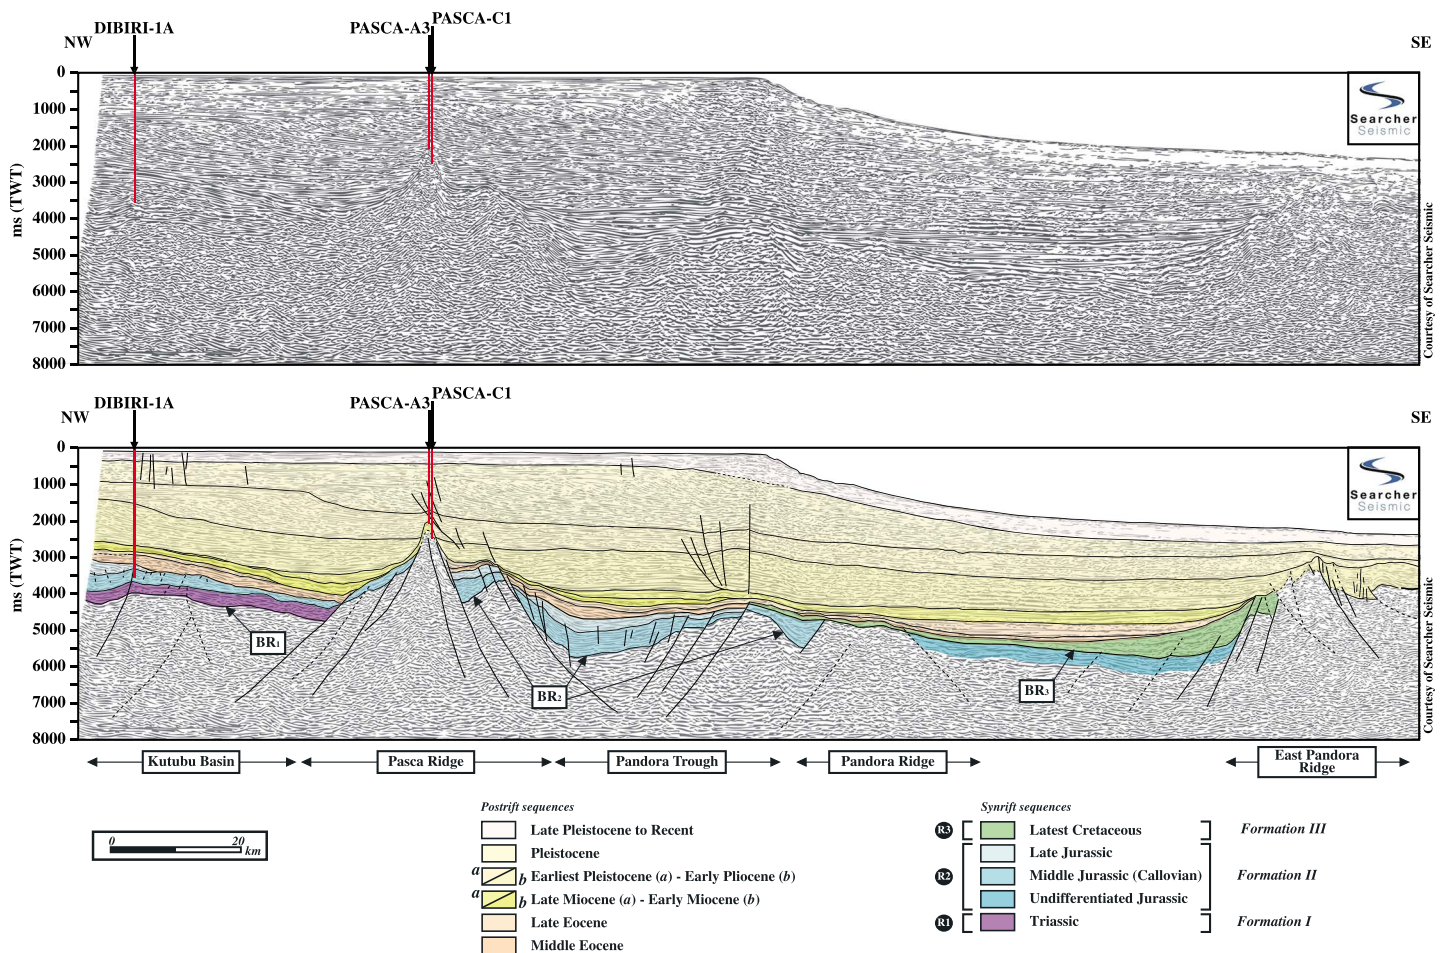 DIBIRI-1A
PASCA-A3
PASCA-C1
NW
SE
0
1000
2000
3000
4000
5000
6000
7000
8000
ms (TWT)
Searcher
Seismic
Courtesy of Searcher Seismic
DIBIRI-1A
PASCA-A3
PASCA-C1
NW
SE
0
1000
2000
3000
4000
5000
6000
7000
8000
ms (TWT)
Searcher
Seismic
Courtesy of Searcher Seismic
BR1
BR2
BR3
Kutubu Basin
Pasca Ridge
Pandora Trough
Pandora Ridge
East Pandora
Ridge
0 20
km
Postrift sequences
Late Pleistocene to Recent
Pleistocene
a b Earliest Pleistocene (a) - Early Pliocene (b)
a b Late Miocene (a) - Early Miocene (b)
Late Eocene
Middle Eocene
Synrift sequences
R3 Latest Cretaceous Formation III
Late Jurassic
R2 Middle Jurassic (Callovian) Formation II
Undifferentiated Jurassic
R1 Triassic Formation I